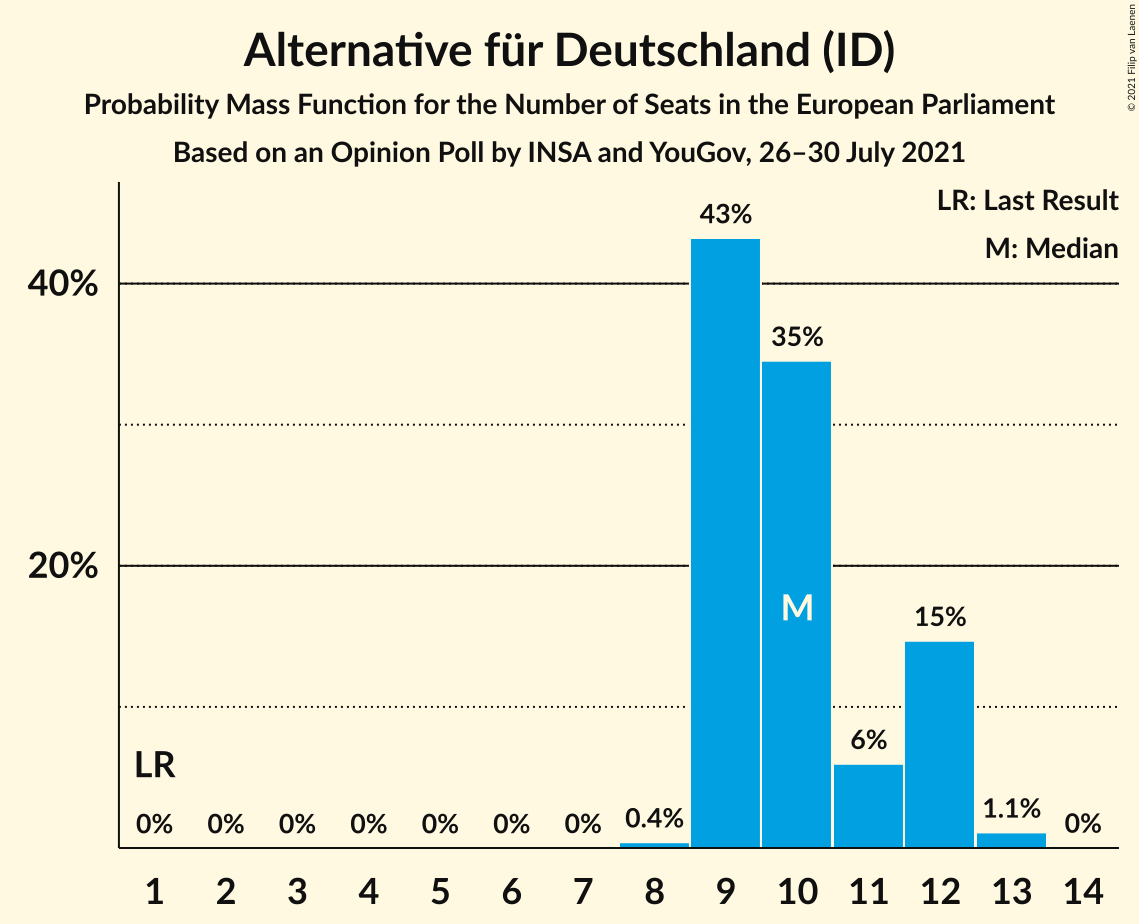 Alternative für Deutschland (ID)
Probability Mass Function for the Number of Seats in the European Parliament
Based on an Opinion Poll by INSA and YouGov, 26–30 July 2021
© 2021 Filip van Laenen
LR: Last Result
M: Median
43%
40%
35%
20%
M
15%
6%
LR
0% 0% 0% 0% 0% 0% 0% 0.4% 1.1% 0%
1 2 3 4 5 6 7 8 9 10 11 12 13 14